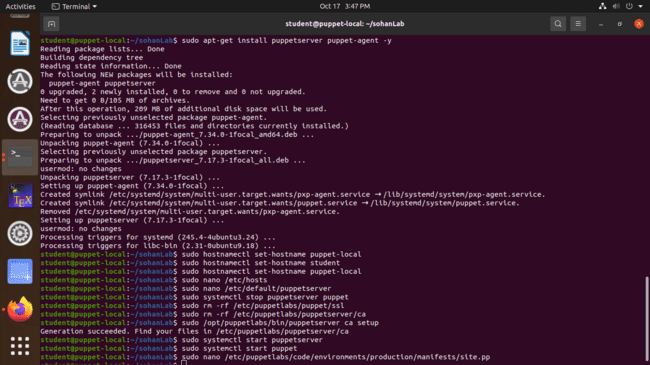 Activities
Terminal
Oct 17 3:47 PM
student@puppet-local: ~/sohanLab
student@puppet-local:~/sohanLab$ sudo apt-get install puppetserver puppet-agent -y
Reading package lists... Done
Building dependency tree
Reading state information... Done
The following NEW packages will be installed:
puppet-agent puppetserver
0 upgraded, 2 newly installed, 0 to remove and 0 not upgraded.
Need to get 0 B/105 MB of archives.
After this operation, 209 MB of additional disk space will be used.
Selecting previously unselected package puppet-agent.
(Reading database ... 316453 files and directories currently installed.)
Preparing to unpack .../puppet-agent_7.34.0-1focal_amd64.deb ...
Unpacking puppet-agent (7.34.0-1focal) ...
Selecting previously unselected package puppetserver.
Preparing to unpack .../puppetserver_7.17.3-1focal_all.deb ...
usermod: no changes
Unpacking puppetserver (7.17.3-1focal) ...
Setting up puppet-agent (7.34.0-1focal) ...
Created symlink /etc/systemd/system/multi-user.target.wants/pxp-agent.service → /lib/systemd/system/pxp-agent.service.
Created symlink /etc/systemd/system/multi-user.target.wants/puppet.service → /lib/systemd/system/puppet.service.
Removed /etc/systemd/system/multi-user.target.wants/pxp-agent.service.
Setting up puppetserver (7.17.3-1focal) ...
usermod: no changes
Processing triggers for systemd (245.4-4ubuntu3.24) ...
Processing triggers for libc-bin (2.31-0ubuntu9.18) ...
student@puppet-local:~/sohanLab$ sudo hostnamectl set-hostname puppet-local
student@puppet-local:~/sohanLab$ sudo hostnamectl set-hostname student
student@puppet-local:~/sohanLab$ sudo hostnamectl set-hostname puppet-local
student@puppet-local:~/sohanLab$ sudo nano /etc/hosts
student@puppet-local:~/sohanLab$ sudo nano /etc/default/puppetserver
student@puppet-local:~/sohanLab$ sudo systemctl stop puppetserver puppet
student@puppet-local:~/sohanLab$ sudo rm -rf /etc/puppetlabs/puppet/ssl
student@puppet-local:~/sohanLab$ sudo rm -rf /etc/puppetlabs/puppetserver/ca
student@puppet-local:~/sohanLab$ sudo /opt/puppetlabs/bin/puppetserver ca setup
Generation succeeded. Find your files in /etc/puppetlabs/puppetserver/ca
student@puppet-local:~/sohanLab$ sudo systemctl start puppetserver
student@puppet-local:~/sohanLab$ sudo systemctl start puppet
student@puppet-local:~/sohanLab$ sudo nano /etc/puppetlabs/code/environments/production/manifests/site.pp
student@puppet-local:~/sohanLab$